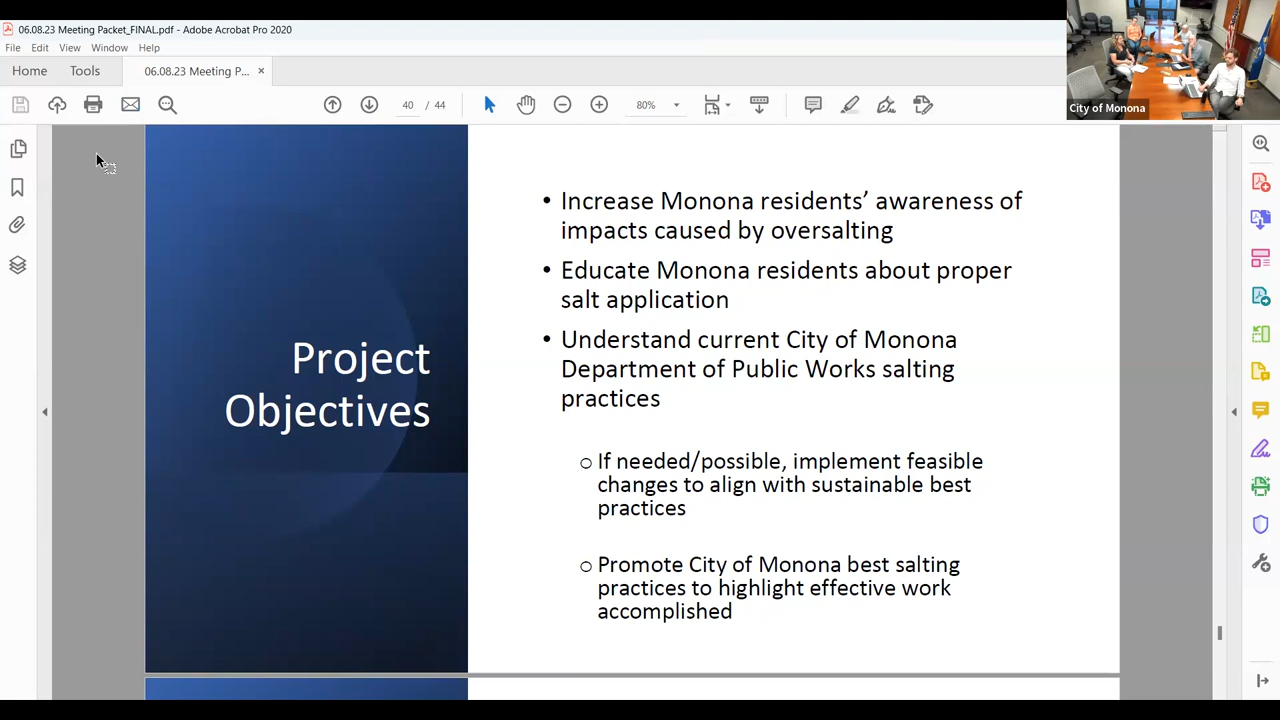 06.08.23 Meeting Packet_FINAL.pdf - Adobe Acrobat Pro 2020
File Edit View Window Help
Home Tools 06.08.23 Meeting P... ×
40 / 44 80%
City of Monona
Project
Objectives
• Increase Monona residents’ awareness of
impacts caused by oversalting
• Educate Monona residents about proper
salt application
• Understand current City of Monona
Department of Public Works salting
practices
o If needed/possible, implement feasible
changes to align with sustainable best
practices
o Promote City of Monona best salting
practices to highlight effective work
accomplished